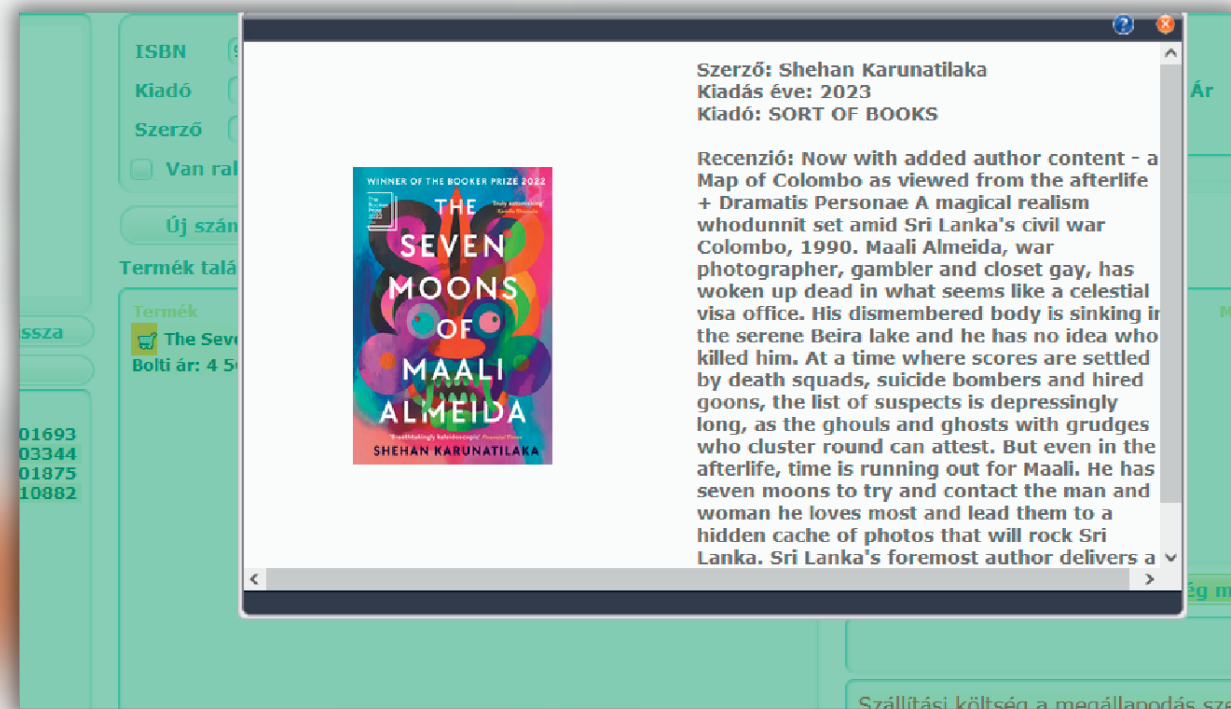 ISBN
Kiadó
Szerző
Van
Új
Termék
Termék
The
Bolti ár: 4
01693
03344
01875
10882
WINNER OF THE BOOKER PRIZE 2022
The
Booker
Prize
2022
THE
SEVEN
MOONS
OF
MAALI
ALMEIDA
'Breathtakingly kaleidoscopic' Financial Times
SHEHAN KARUNATILAKA
Szerző: Shehan Karunatilaka
Kiadás éve: 2023
Kiadó: SORT OF BOOKS
Recenzió: Now with added author content - a
Map of Colombo as viewed from the afterlife
+ Dramatis Personae A magical realism
whodunnit set amid Sri Lanka's civil war
Colombo, 1990. Maali Almeida, war
photographer, gambler and closet gay, has
woken up dead in what seems like a celestial
visa office. His dismembered body is sinking in
the serene Beira lake and he has no idea who
killed him. At a time where scores are settled
by death squads, suicide bombers and hired
goons, the list of suspects is depressingly
long, as the ghouls and ghosts with grudges
who cluster round can attest. But even in the
afterlife, time is running out for Maali. He has
seven moons to try and contact the man and
woman he loves most and lead them to a
hidden cache of photos that will rock Sri
Lanka. Sri Lanka's foremost author delivers a
Ár
Szállítási költség a megállapodás